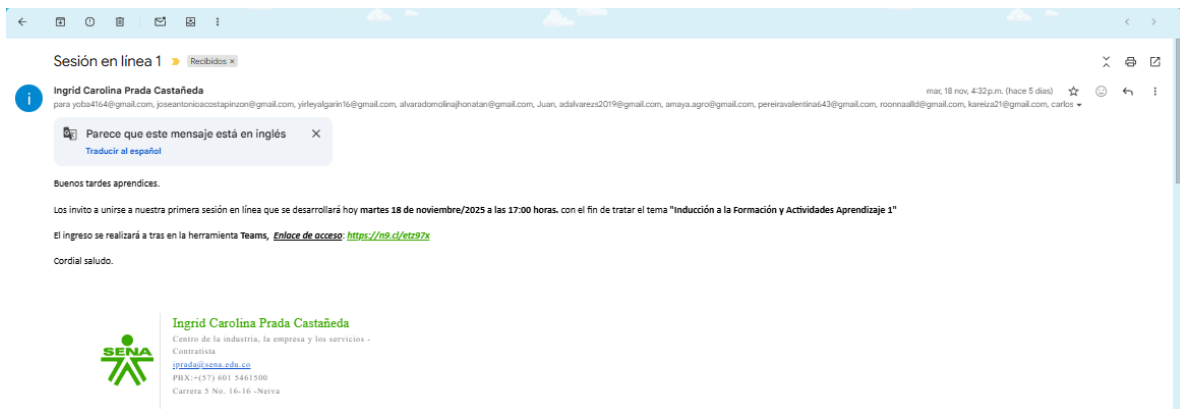 Sesión en línea 1 Recibidos ×
Ingrid Carolina Prada Castañeda mar, 18 nov, 4:32 p.m. (hace 5 días)
para yoba4164@gmail.com, joseantonioacostapinzon@gmail.com, yirleyalgarin16@gmail.com, alvaradomolinajhonatan@gmail.com, Juan, adalvarezs2019@gmail.com, amaya.agro@gmail.com, pereiravalentina643@gmail.com, roonnaalld@gmail.com, kareiza21@gmail.com, carlos
Parece que este mensaje está en inglés
Traducir al español
Buenos tardes aprendices.
Los invito a unirse a nuestra primera sesión en línea que se desarrollará hoy martes 18 de noviembre/2025 a las 17:00 horas. con el fin de tratar el tema "Inducción a la Formación y Actividades Aprendizaje 1"
El ingreso se realizará a tras en la herramienta Teams, Enlace de acceso: https://n9.cl/etz97x
Cordial saludo.
Ingrid Carolina Prada Castañeda
Centro de la industria, la empresa y los servicios -
Contratista
iprada@sena.edu.co
PBX:+(57) 601 5461500
Carrera 5 No. 16-16 -Neiva
SENA
i